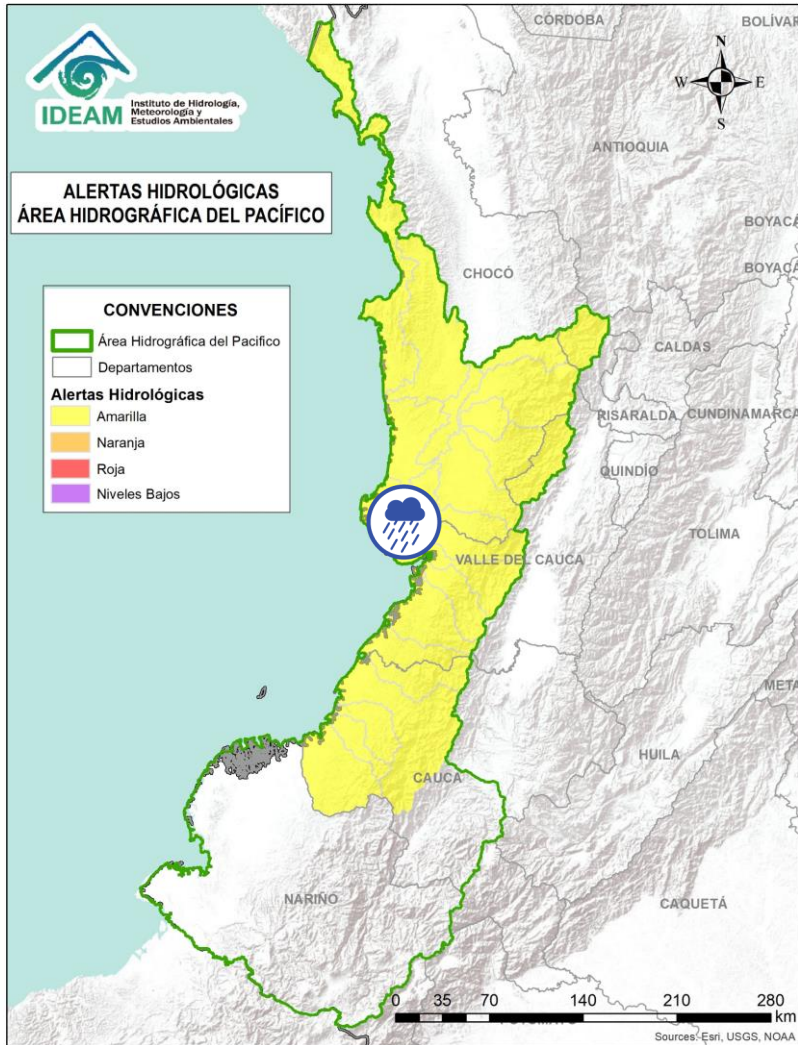 CÓRDOBA
BOLÍVAR
IDEAM
Instituto de Hidrología,
Meteorología y
Estudios Ambientales
N
W
E
S
ANTIOQUIA
ALERTAS HIDROLÓGICAS
ÁREA HIDROGRÁFICA DEL PACÍFICO
BOYACÁ
BOYACÁ
CHOCÓ
CONVENCIONES
Área Hidrográfica del Pacifico
Departamentos
Alertas Hidrológicas
Amarilla
Naranja
Roja
Niveles Bajos
CALDAS
RISARALDA
CUNDINAMARCA
QUINDÍO
TOLIMA
VALLE DEL CAUCA
META
HUILA
CAUCA
NARIÑO
CAQUETÁ
0 35 70 140 210 280
km
Sources: Esri, USGS, NOAA